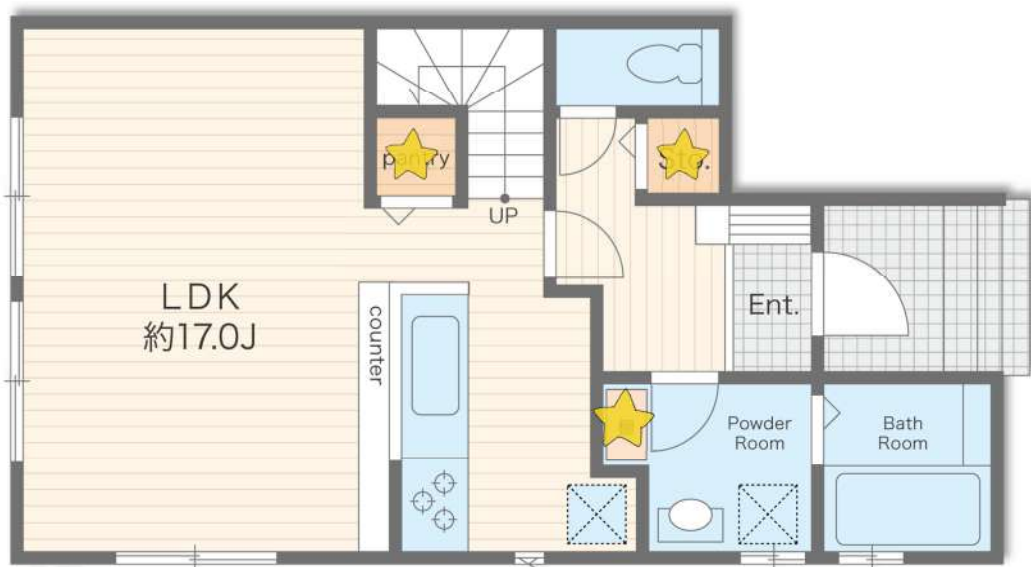 pantry
Sto.
UP
LDK
約17.0J
counter
Ent.
Powder
Room
Bath
Room